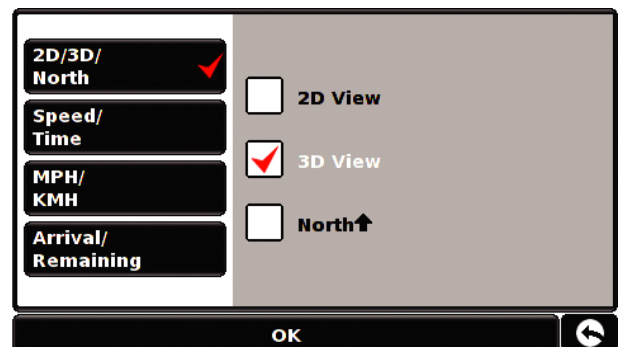 2D/3D/
North
Speed/
Time
MPH/
KMH
Arrival/
Remaining
2D View
3D View
North⬆
OK